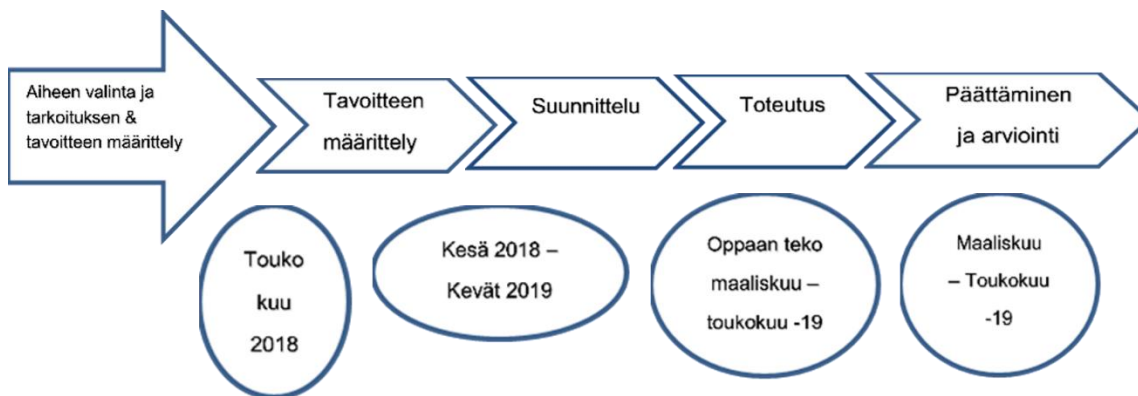 Aiheen valinta ja
tarkoituksen &
tavoitteen määrittely
Tavoitteen
määrittely
Suunnittelu
Toteutus
Päättäminen
ja arviointi
Touko
kuu
2018
Kesä 2018 –
Kevät 2019
Oppaan teko
maaliskuu –
toukokuu -19
Maaliskuu
– Toukokuu
-19